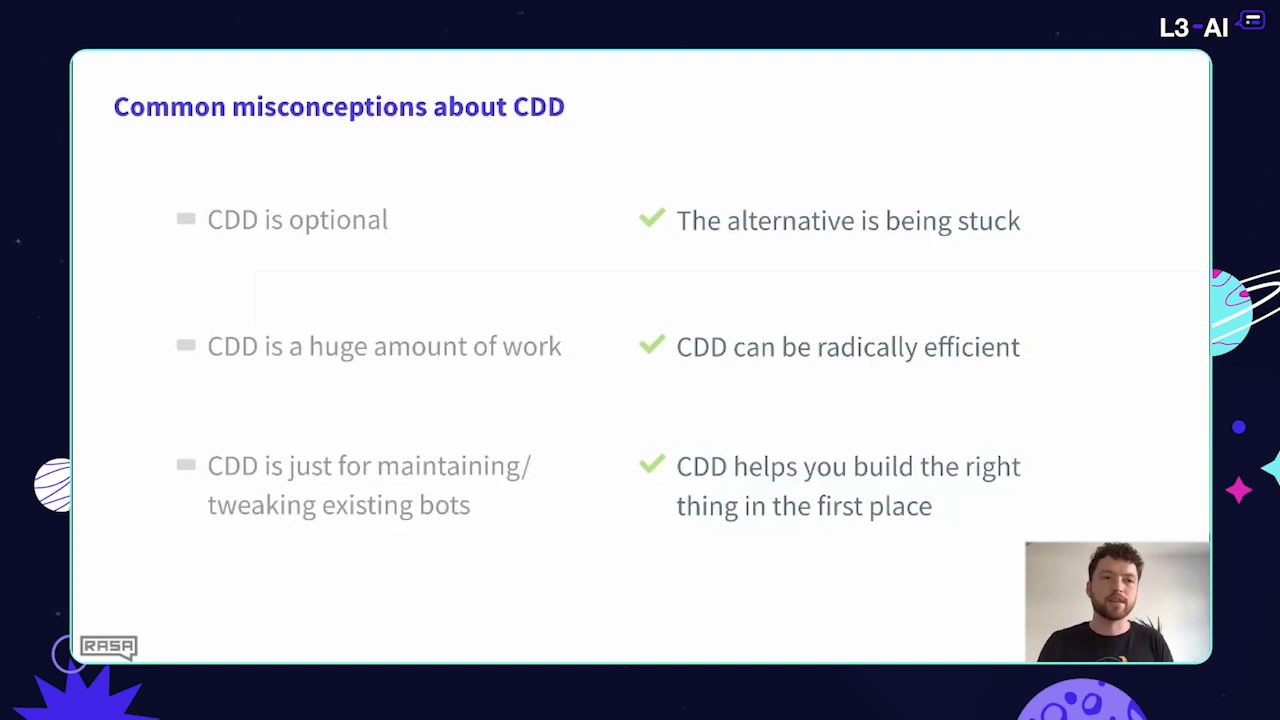 L3-AI
Common misconceptions about CDD
CDD is optional
The alternative is being stuck
CDD is a huge amount of work
CDD can be radically efficient
CDD is just for maintaining/
tweaking existing bots
CDD helps you build the right
thing in the first place
RASA